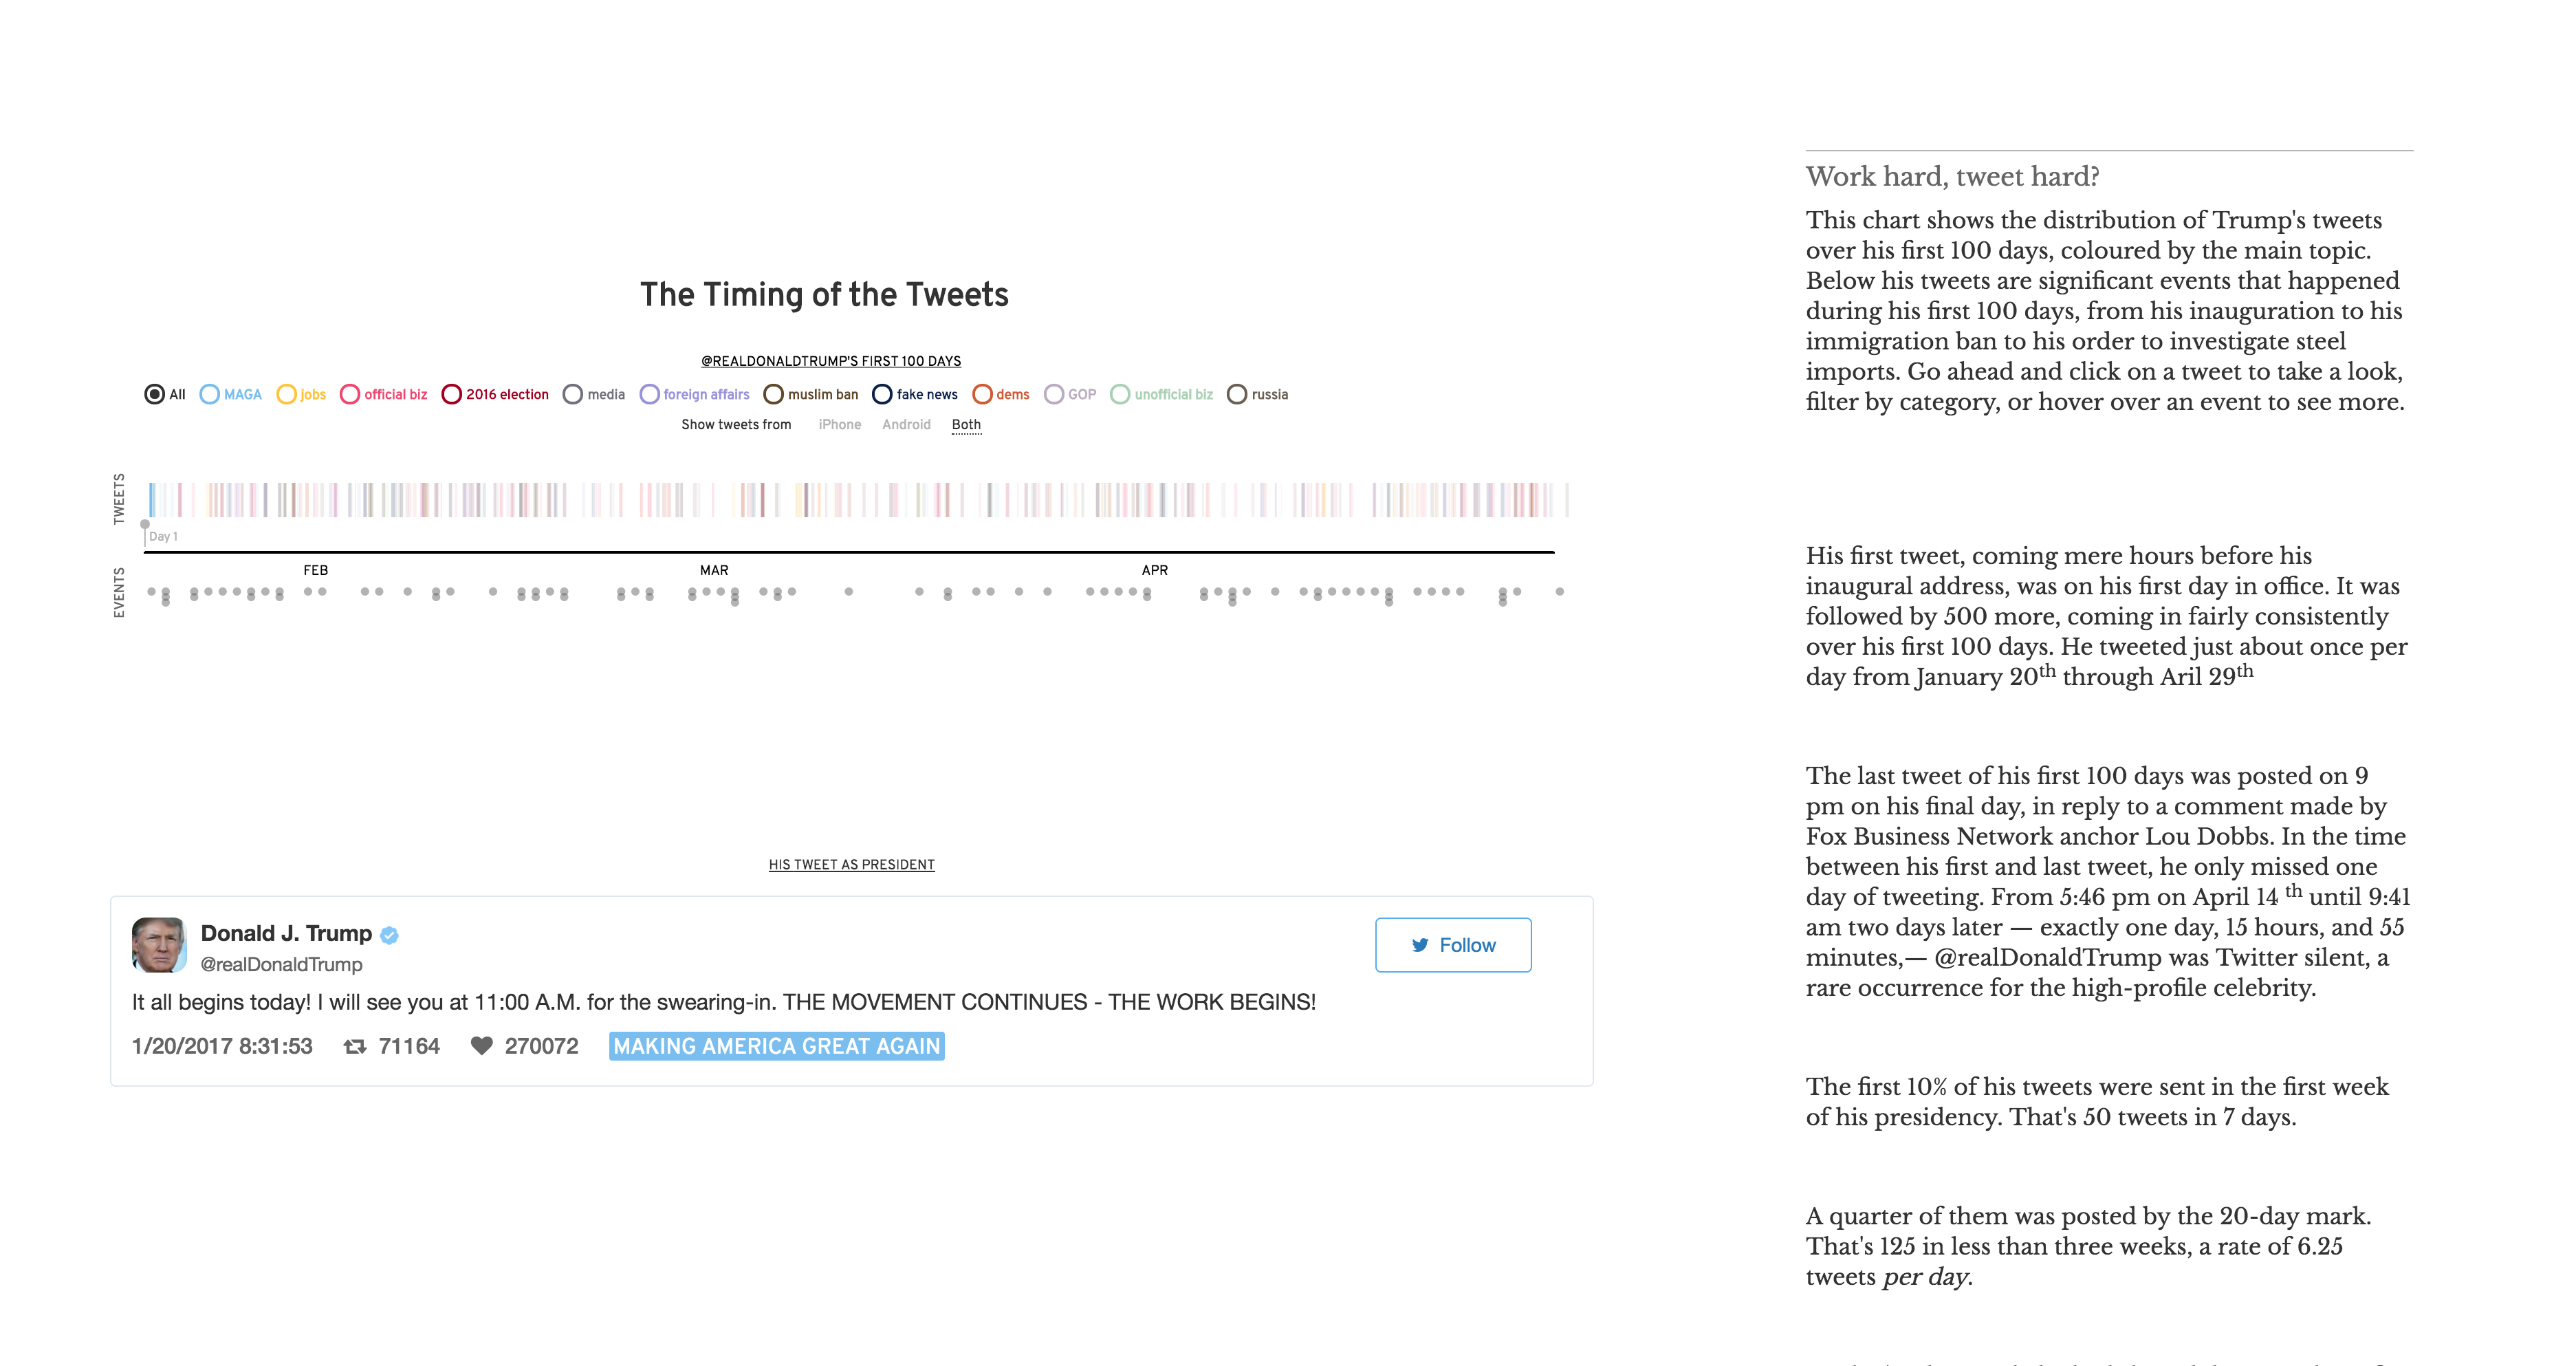 The Timing of the Tweets
@REALDONALDTRUMP'S FIRST 100 DAYS
All MAGA jobs official biz 2016 election media foreign affairs muslim ban fake news dems GOP unofficial biz russia
Show tweets from iPhone Android Both
TWEETS
Day 1
FEB MAR APR
EVENTS
HIS TWEET AS PRESIDENT
Donald J. Trump
@realDonaldTrump
Follow
It all begins today! I will see you at 11:00 A.M. for the swearing-in. THE MOVEMENT CONTINUES - THE WORK BEGINS!
1/20/2017 8:31:53 71164 270072 MAKING AMERICA GREAT AGAIN
Work hard, tweet hard?
This chart shows the distribution of Trump's tweets
over his first 100 days, coloured by the main topic.
Below his tweets are significant events that happened
during his first 100 days, from his inauguration to his
immigration ban to his order to investigate steel
imports. Go ahead and click on a tweet to take a look,
filter by category, or hover over an event to see more.
His first tweet, coming mere hours before his
inaugural address, was on his first day in office. It was
followed by 500 more, coming in fairly consistently
over his first 100 days. He tweeted just about once per
day from January 20th through Aril 29th
The last tweet of his first 100 days was posted on 9
pm on his final day, in reply to a comment made by
Fox Business Network anchor Lou Dobbs. In the time
between his first and last tweet, he only missed one
day of tweeting. From 5:46 pm on April 14 th until 9:41
am two days later — exactly one day, 15 hours, and 55
minutes,— @realDonaldTrump was Twitter silent, a
rare occurrence for the high-profile celebrity.
The first 10% of his tweets were sent in the first week
of his presidency. That's 50 tweets in 7 days.
A quarter of them was posted by the 20-day mark.
That's 125 in less than three weeks, a rate of 6.25
tweets per day.